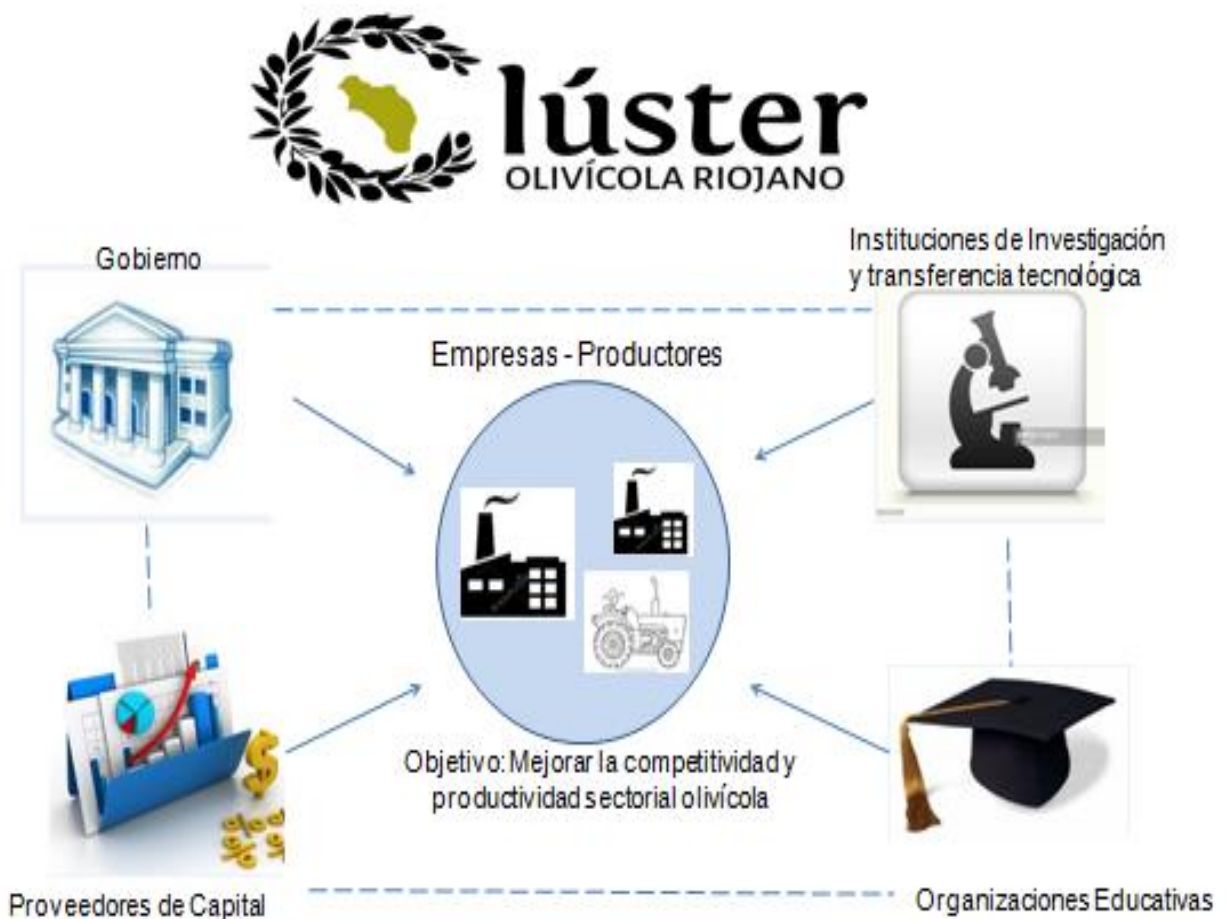 Clúster
OLIVÍCOLA RIOJANO
Gobierno
Instituciones de Investigación
y transferencia tecnológica
Empresas - Productores
Objetivo: Mejorar la competitividad y
productividad sectorial olivícola
Proveedores de Capital
Organizaciones Educativas